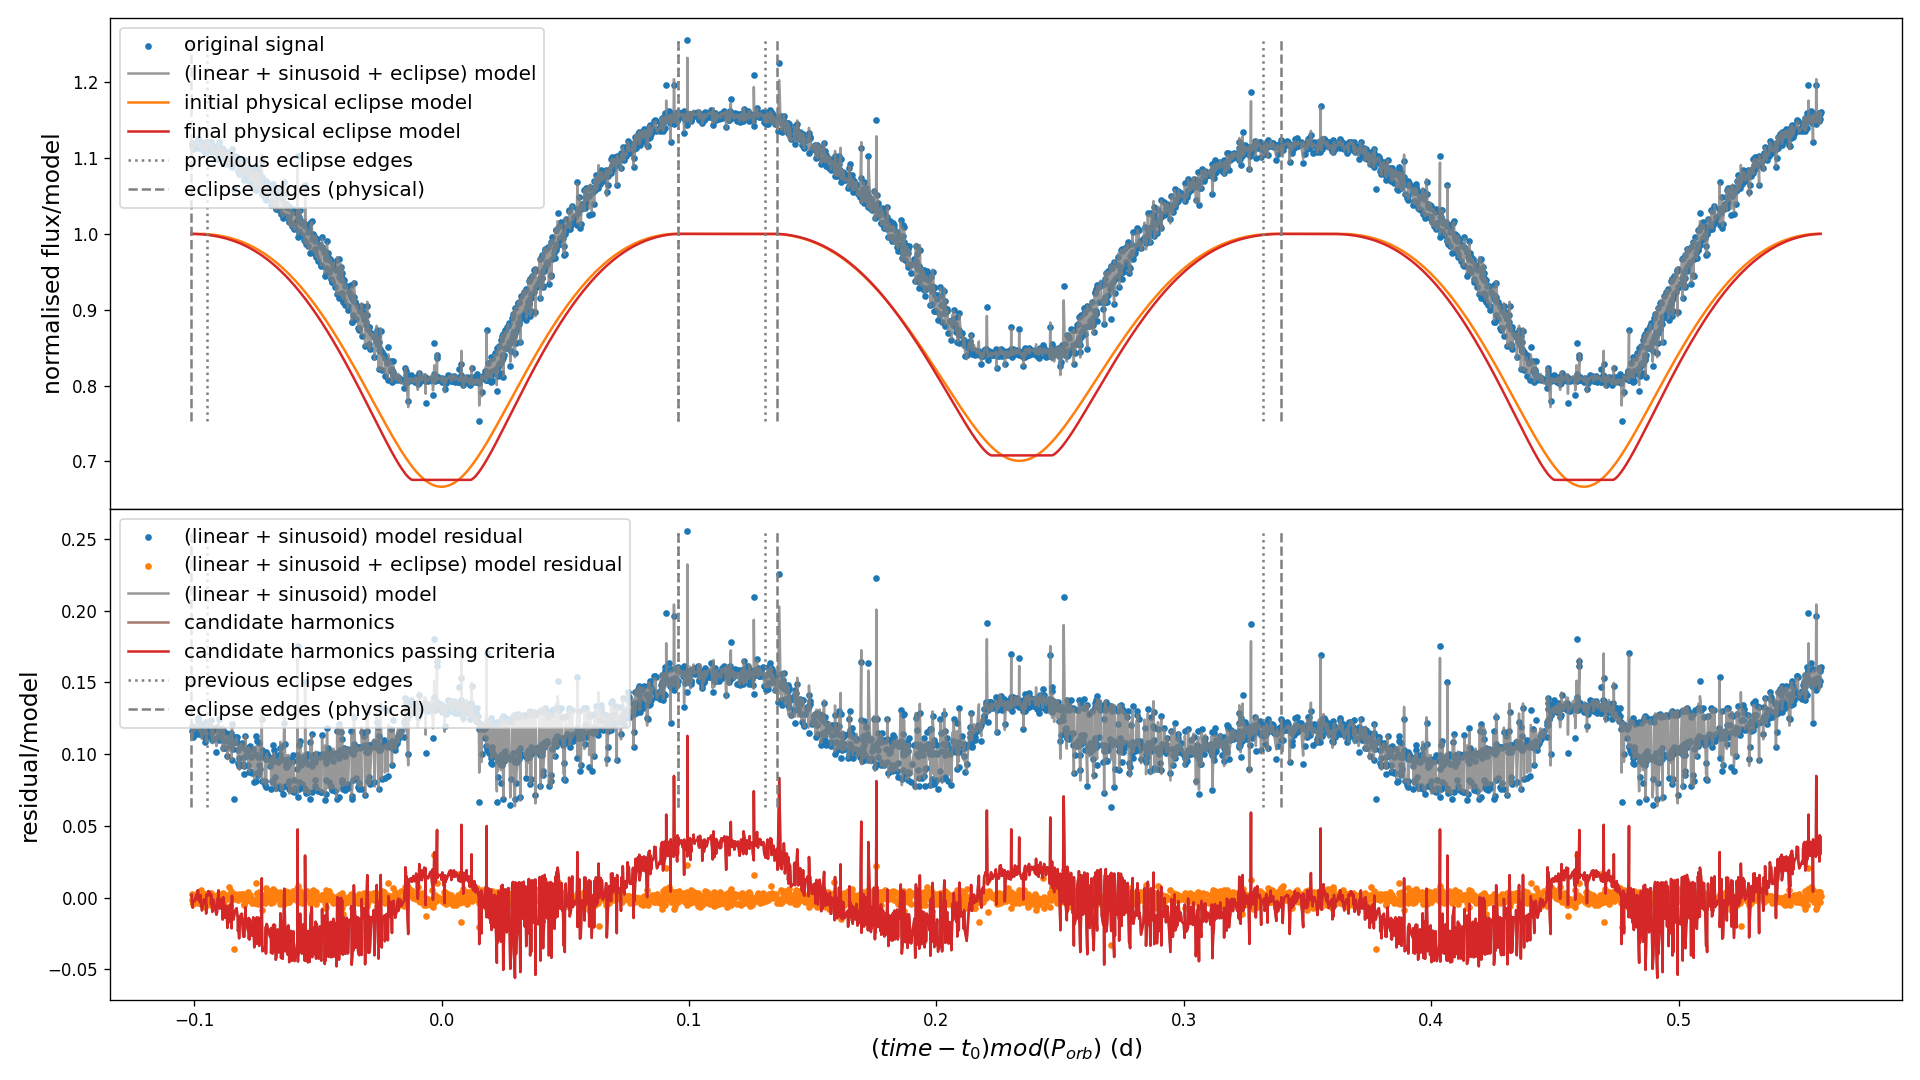 original signal
(linear + sinusoid + eclipse) model
initial physical eclipse model
final physical eclipse model
previous eclipse edges
eclipse edges (physical)
normalised flux/model
1.2
1.1
1.0
0.9
0.8
0.7
(linear + sinusoid) model residual
(linear + sinusoid + eclipse) model residual
(linear + sinusoid) model
candidate harmonics
candidate harmonics passing criteria
previous eclipse edges
eclipse edges (physical)
residual/model
0.25
0.20
0.15
0.10
0.05
0.00
−0.05
−0.1 0.0 0.1 0.2 0.3 0.4 0.5
(time − t₀)mod(P_orb) (d)